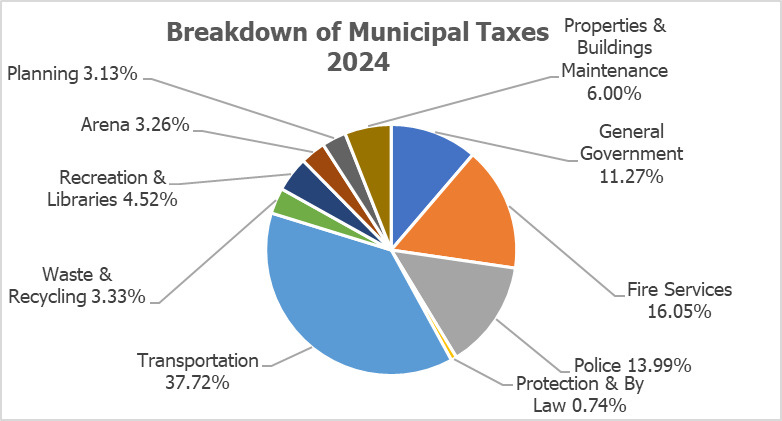 Breakdown of Municipal Taxes
2024
Properties &
Buildings
Maintenance
6.00%
General
Government
11.27%
Fire Services
16.05%
Police 13.99%
Protection & By
Law 0.74%
Transportation
37.72%
Waste &
Recycling 3.33%
Recreation &
Libraries 4.52%
Arena 3.26%
Planning 3.13%